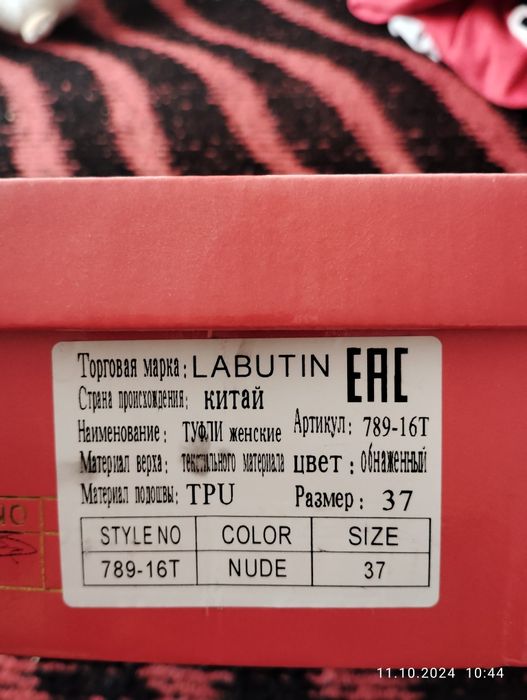 Торговая марка: LABUTIN EAC
Страна происхождения: китай
Наименование: ТУФЛИ женские Артикул: 789-16T
Материал верха: текстильного материала цвет: обнаженный
Материал подошвы: TPU Размер: 37
STYLE NO COLOR SIZE
789-16T NUDE 37
NO
11.10.2024 10:44